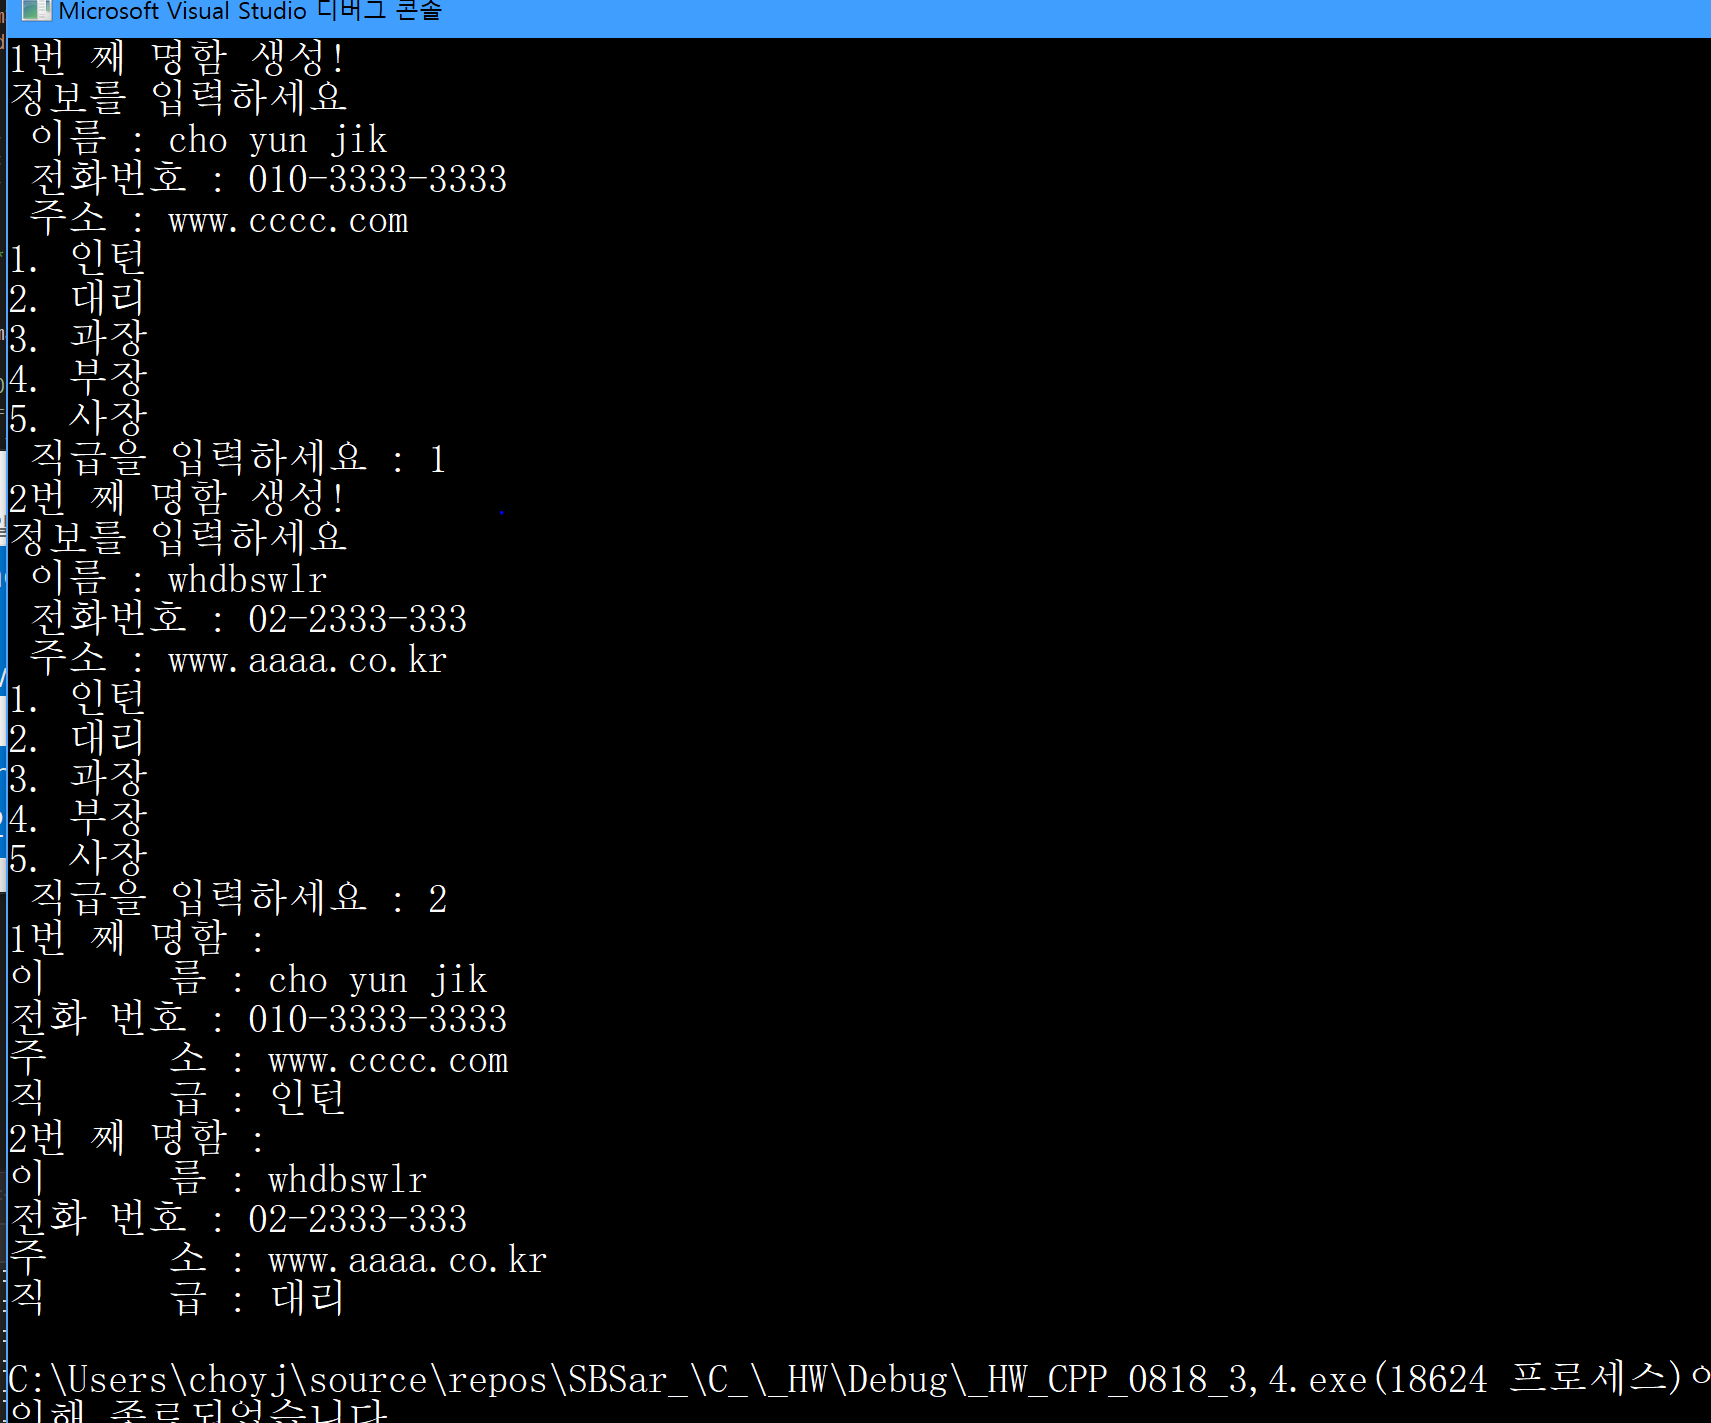 Microsoft Visual Studio 디버그 콘솔
1번 째 명함 생성!
정보를 입력하세요
이름 : cho yun jik
전화번호 : 010-3333-3333
주소 : www.cccc.com
1. 인턴
2. 대리
3. 과장
4. 부장
5. 사장
직급을 입력하세요 : 1
2번 째 명함 생성!
정보를 입력하세요
이름 : whdbswlr
전화번호 : 02-2333-333
주소 : www.aaaa.co.kr
1. 인턴
2. 대리
3. 과장
4. 부장
5. 사장
직급을 입력하세요 : 2
1번 째 명함 :
이      름 : cho yun jik
전화 번호 : 010-3333-3333
주      소 : www.cccc.com
직      급 : 인턴
2번 째 명함 :
이      름 : whdbswlr
전화 번호 : 02-2333-333
주      소 : www.aaaa.co.kr
직      급 : 대리
C:\Users\choyj\source\repos\SBSar_\C_\_HW\Debug\_HW_CPP_0818_3,4.exe(18624 프로세스)이
인해 종료되었습니다